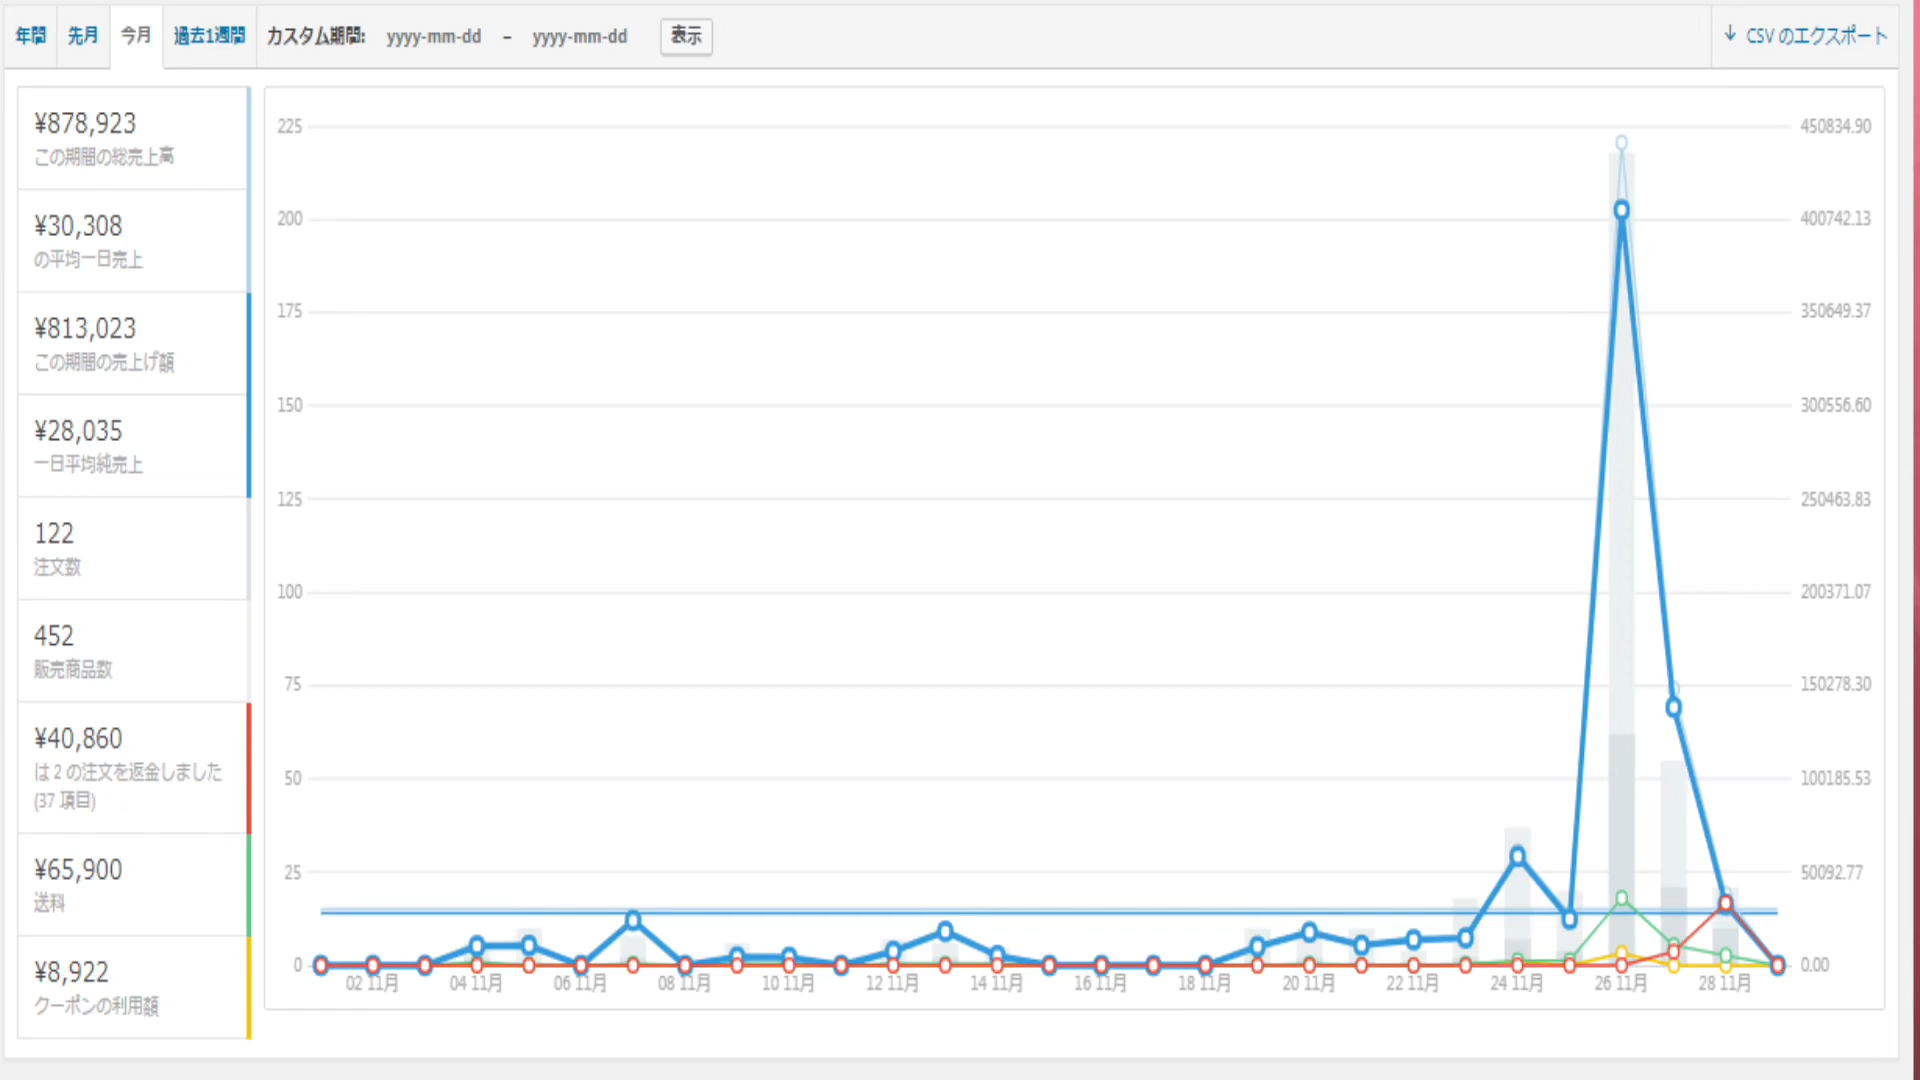 年間 先月 今月 過去1週間 カスタム期間: yyyy-mm-dd – yyyy-mm-dd 表示 ↓ CSV のエクスポート
¥878,923
この期間の総売上高
¥30,308
の平均一日売上
¥813,023
この期間の売上げ額
¥28,035
一日平均純売上
122
注文数
452
販売商品数
¥40,860
は 2 の注文を返金しました
(37 項目)
¥65,900
送料
¥8,922
クーポンの利用額
225 450834.90
200 400742.13
175 350649.37
150 300556.60
125 250463.83
100 200371.07
75 150278.30
50 100185.53
25 50092.77
0 0.00
02 11月 04 11月 06 11月 08 11月 10 11月 12 11月 14 11月 16 11月 18 11月 20 11月 22 11月 24 11月 26 11月 28 11月